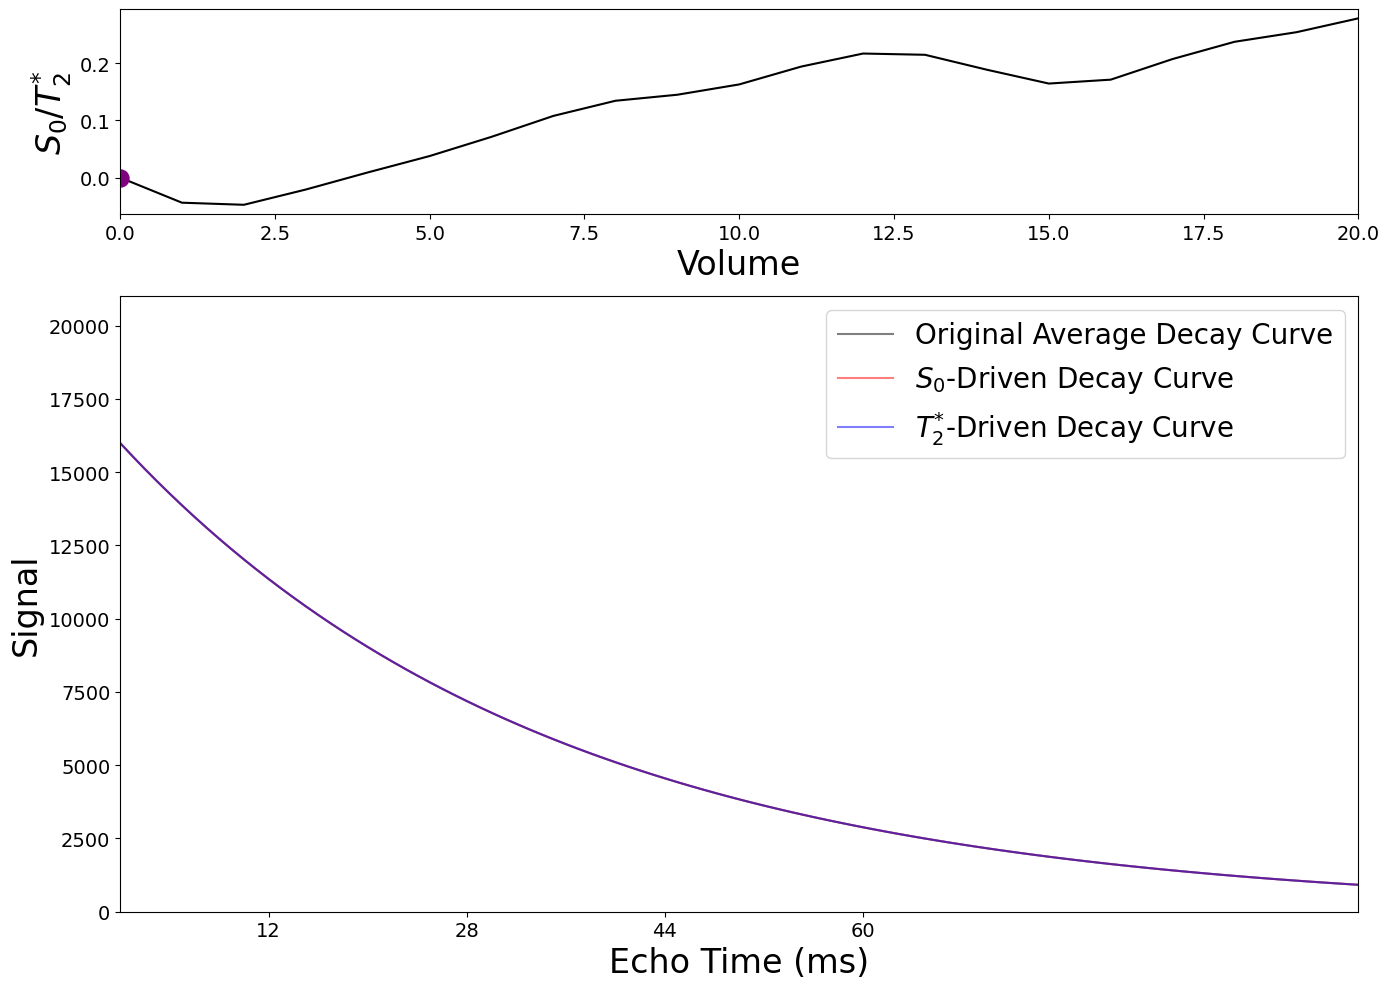 S₀/T₂*
0.2
0.1
0.0
0.0 2.5 5.0 7.5 10.0 12.5 15.0 17.5 20.0
Volume
Signal
20000
17500
15000
12500
10000
7500
5000
2500
0
Original Average Decay Curve
S₀-Driven Decay Curve
T₂*-Driven Decay Curve
12 28 44 60
Echo Time (ms)